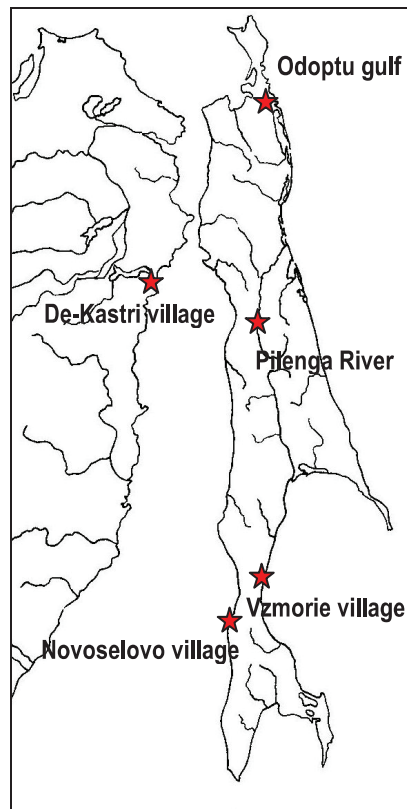 Odoptu gulf
De-Kastri village
Pilenga River
Vzmorie village
Novoselovo village